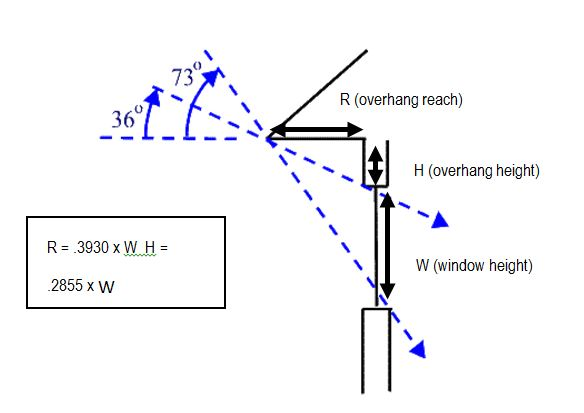 73°
36°
R (overhang reach)
H (overhang height)
W (window height)
R = .3930 x W H =
.2855 x W